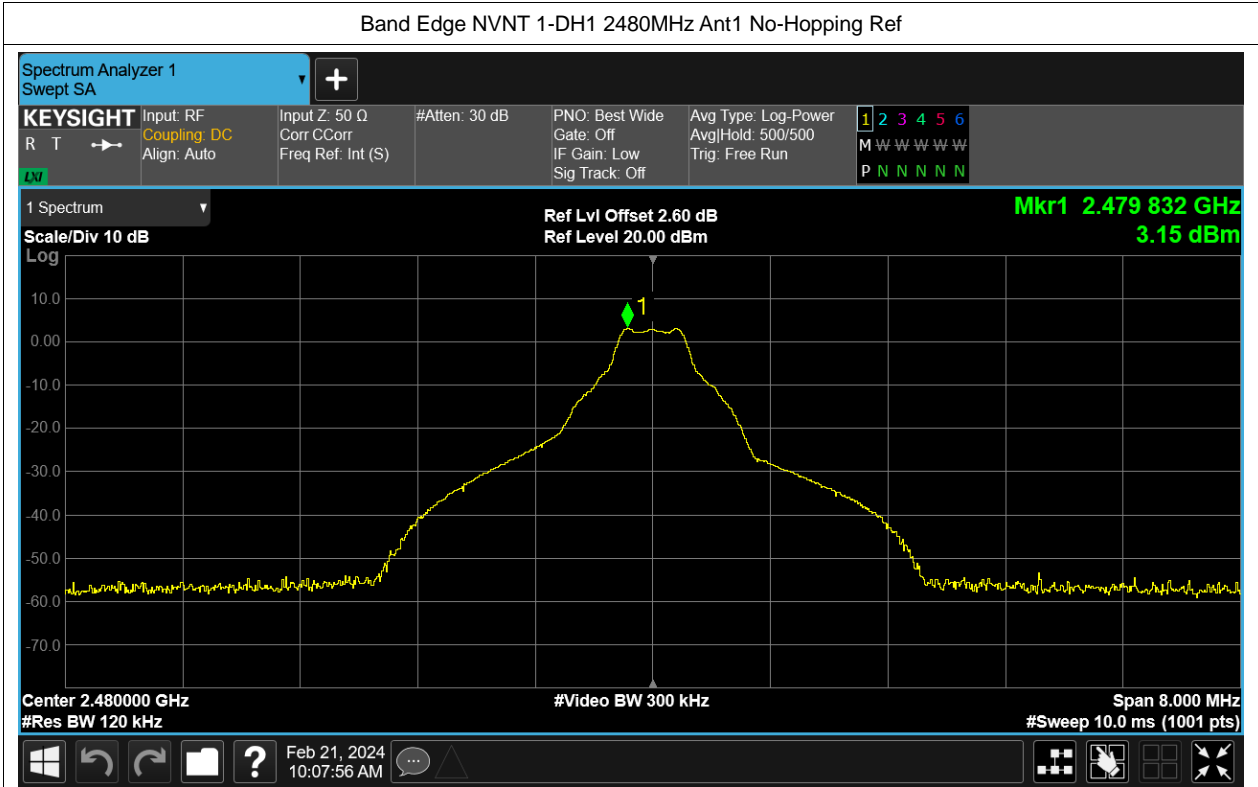 Band Edge NVNT 1-DH1 2480MHz Ant1 No-Hopping Ref
Spectrum Analyzer 1
Swept SA
KEYSIGHT
R T
LXI
Input: RF
Coupling: DC
Align: Auto
Input Z: 50 Ω
Corr CCorr
Freq Ref: Int (S)
#Atten: 30 dB
PNO: Best Wide
Gate: Off
IF Gain: Low
Sig Track: Off
Avg Type: Log-Power
Avg|Hold: 500/500
Trig: Free Run
1 2 3 4 5 6
M W W W W W
P N N N N N
1 Spectrum
Scale/Div 10 dB
Ref Lvl Offset 2.60 dB
Ref Level 20.00 dBm
Mkr1 2.479 832 GHz
3.15 dBm
Log
1
10.0
0.00
-10.0
-20.0
-30.0
-40.0
-50.0
-60.0
-70.0
Center 2.480000 GHz
#Res BW 120 kHz
#Video BW 300 kHz
Span 8.000 MHz
#Sweep 10.0 ms (1001 pts)
?
Feb 21, 2024
10:07:56 AM